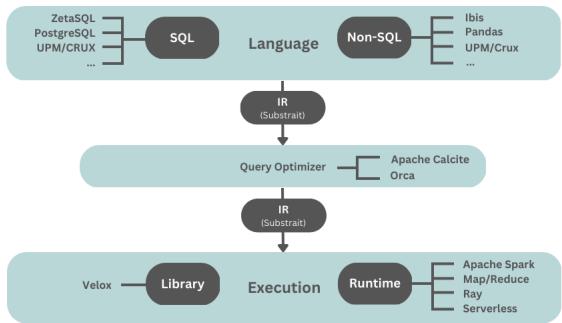 ZetaSQL
PostgreSQL
UPM/CRUX
...
SQL
Language
Non-SQL
Ibis
Pandas
UPM/Crux
...
IR
(Substrait)
Query Optimizer
Apache Calcite
Orca
IR
(Substrait)
Velox
Library
Execution
Runtime
Apache Spark
Map/Reduce
Ray
Serverless